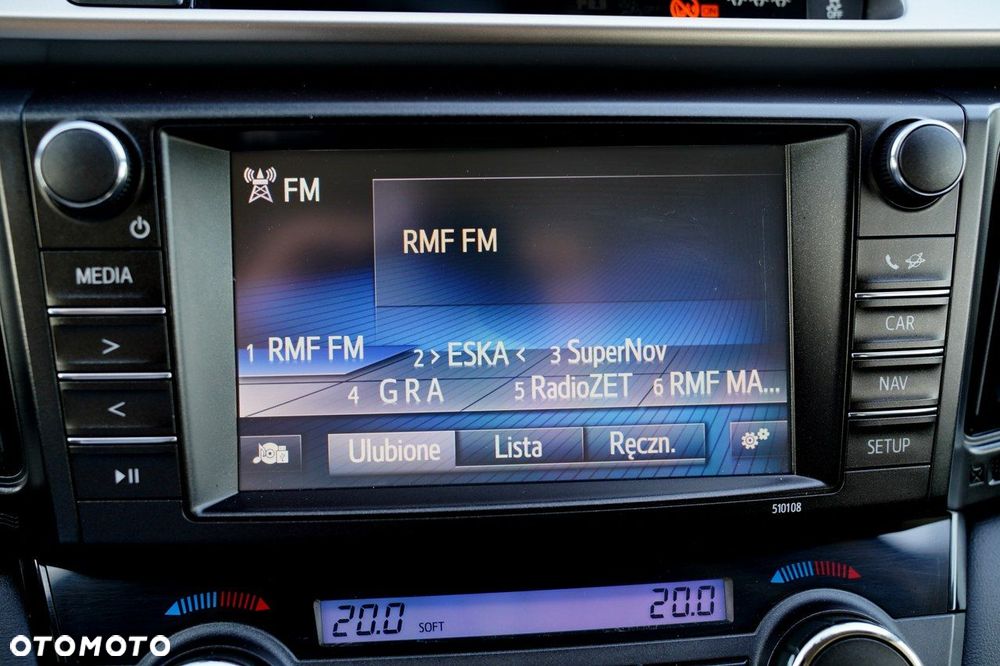 OFF
FM
RMF FM
1 RMF FM 2 > ESKA < 3 SuperNov
4 G R A 5 RadioZET 6 RMF MA...
Ulubione Lista Ręczn.
MEDIA
>
<
CAR
NAV
SETUP
510108
20.0 SOFT 20.0
OTOMOTO